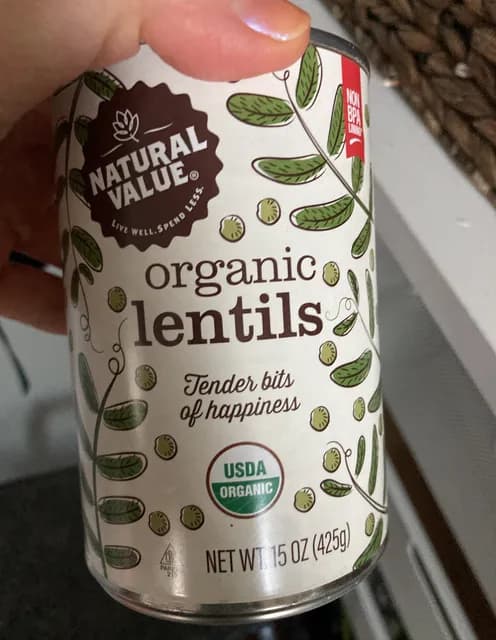 NATURAL
VALUE®
LIVE WELL. SPEND LESS.
NON
BPA
organic
lentils
Tender bits
of happiness
USDA
ORGANIC
NET WT. 15 OZ (425g)